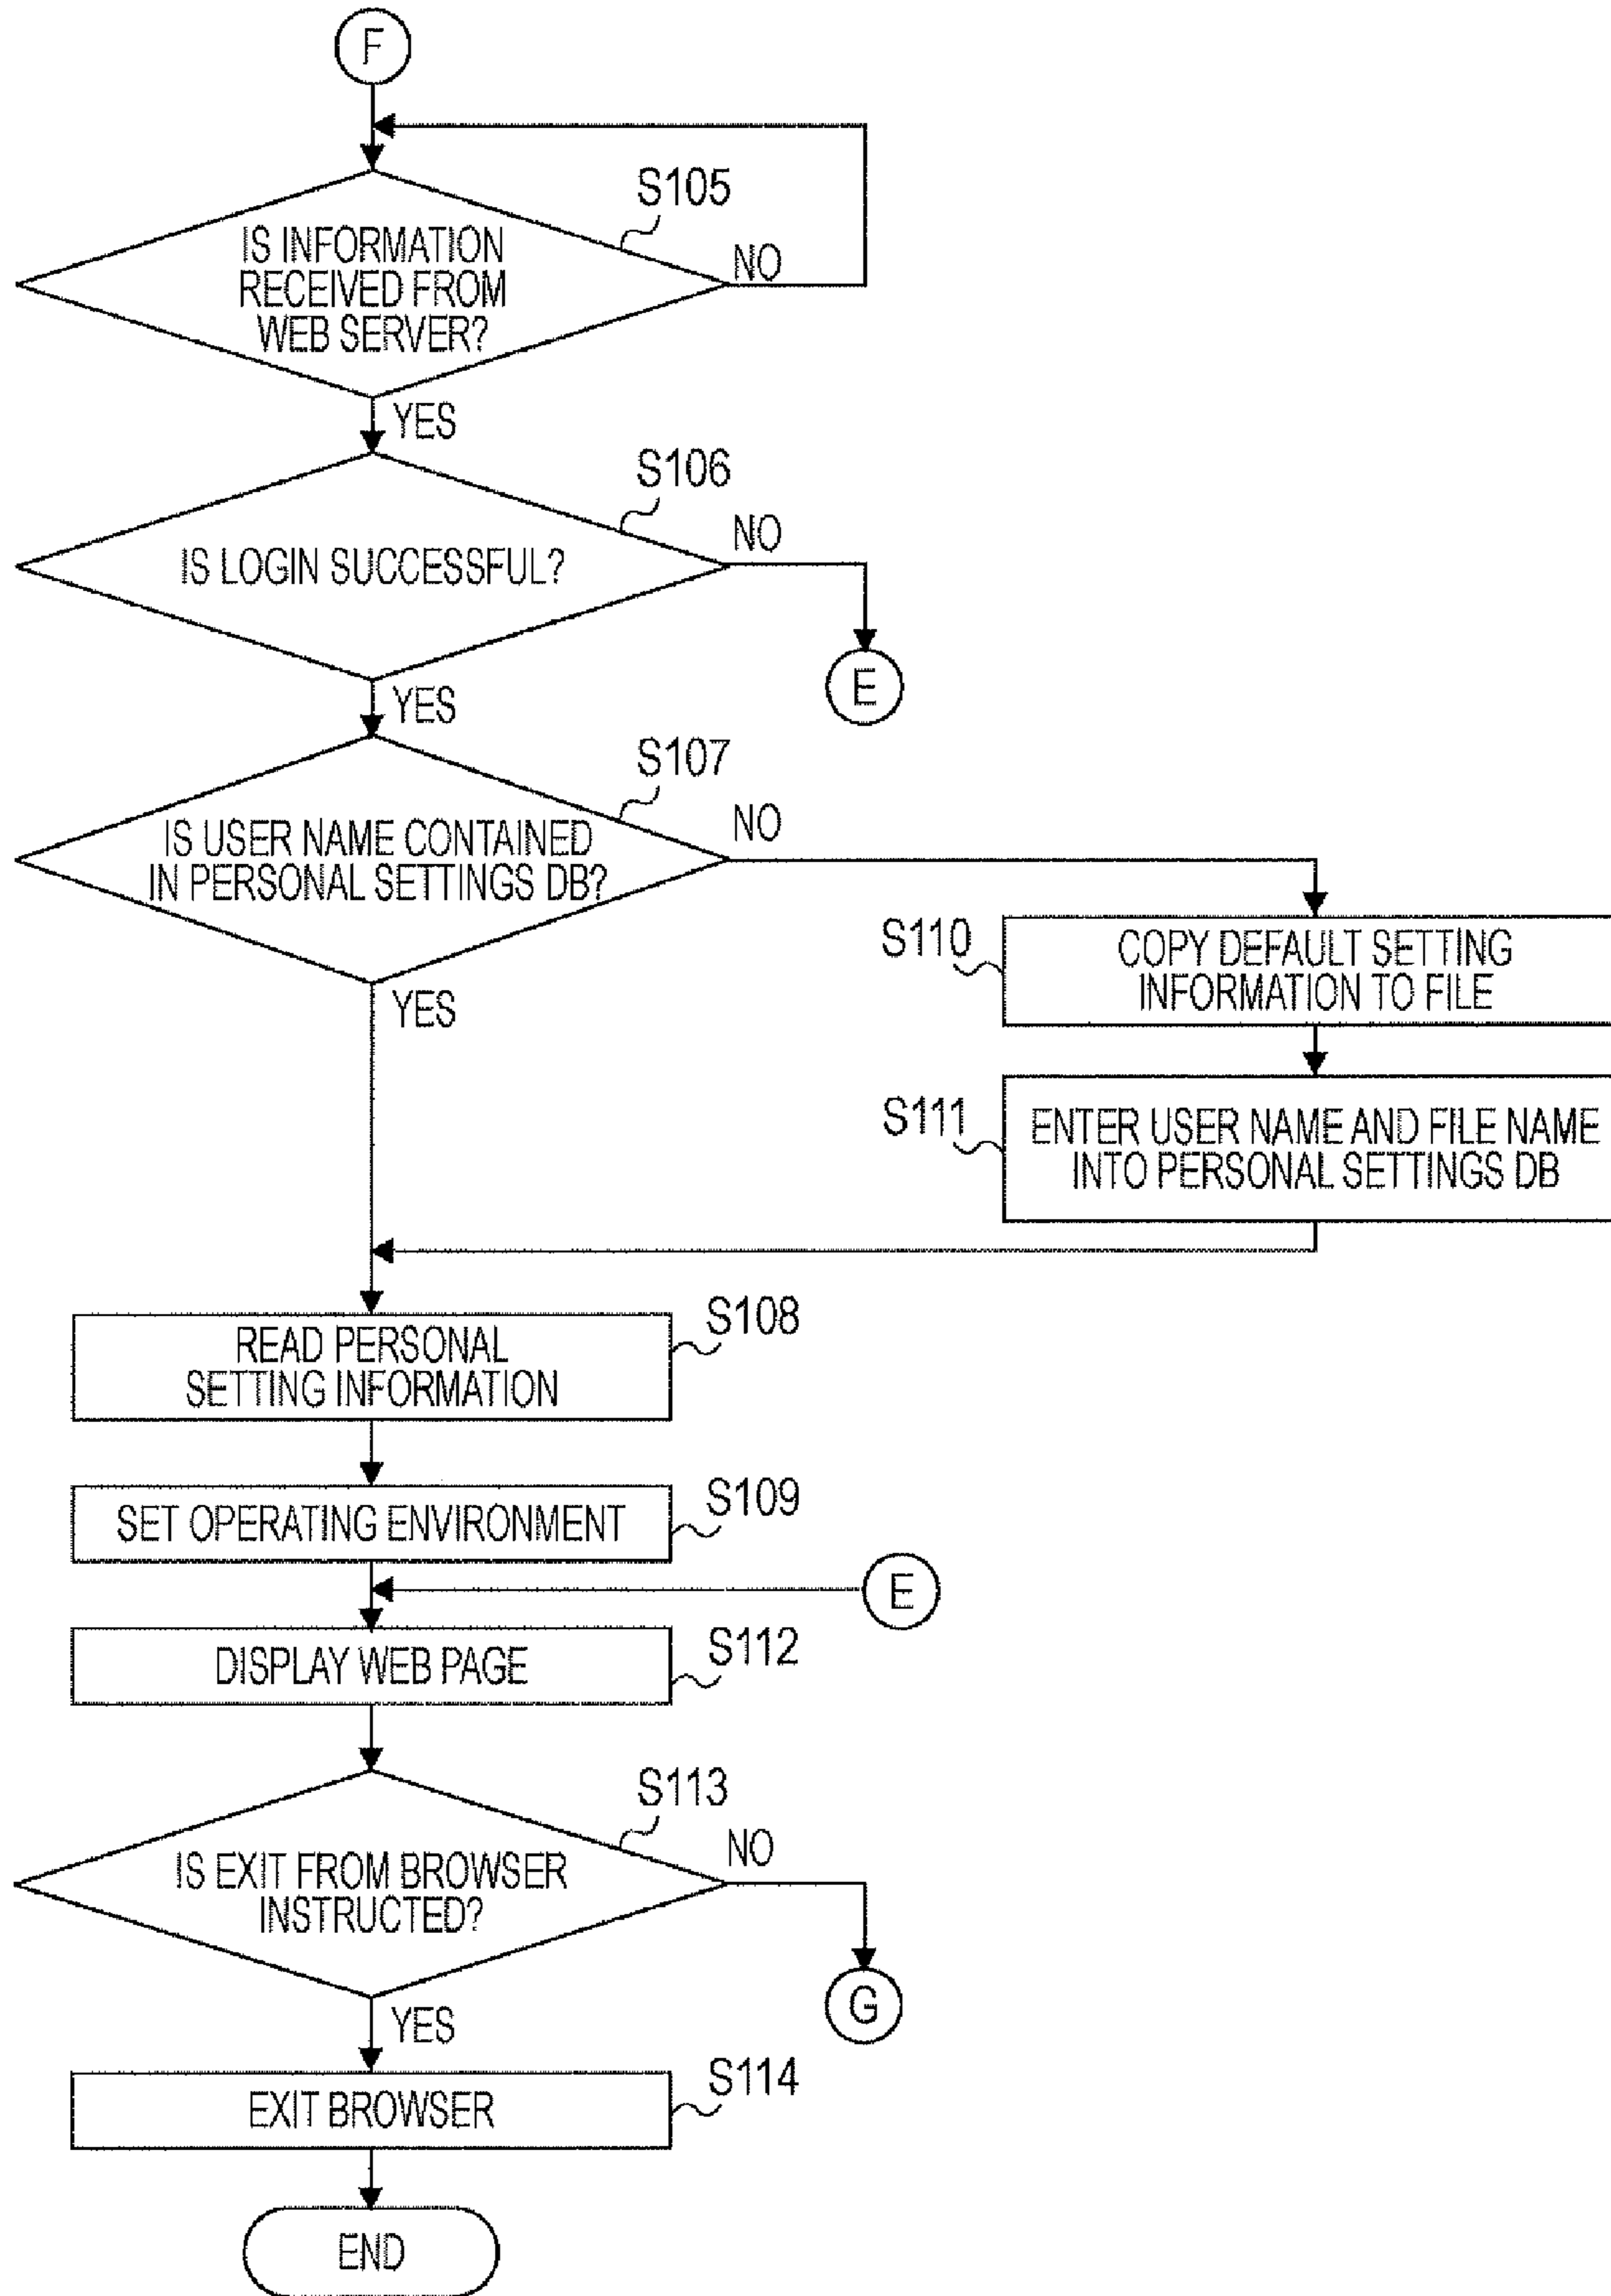 F
S105
IS INFORMATION
RECEIVED FROM
WEB SERVER?
NO
YES
S106
IS LOGIN SUCCESSFUL?
NO
E
YES
S107
IS USER NAME CONTAINED
IN PERSONAL SETTINGS DB?
NO
YES
S110
COPY DEFAULT SETTING
INFORMATION TO FILE
S111
ENTER USER NAME AND FILE NAME
INTO PERSONAL SETTINGS DB
S108
READ PERSONAL
SETTING INFORMATION
S109
SET OPERATING ENVIRONMENT
E
S112
DISPLAY WEB PAGE
S113
IS EXIT FROM BROWSER
INSTRUCTED?
NO
G
YES
S114
EXIT BROWSER
END